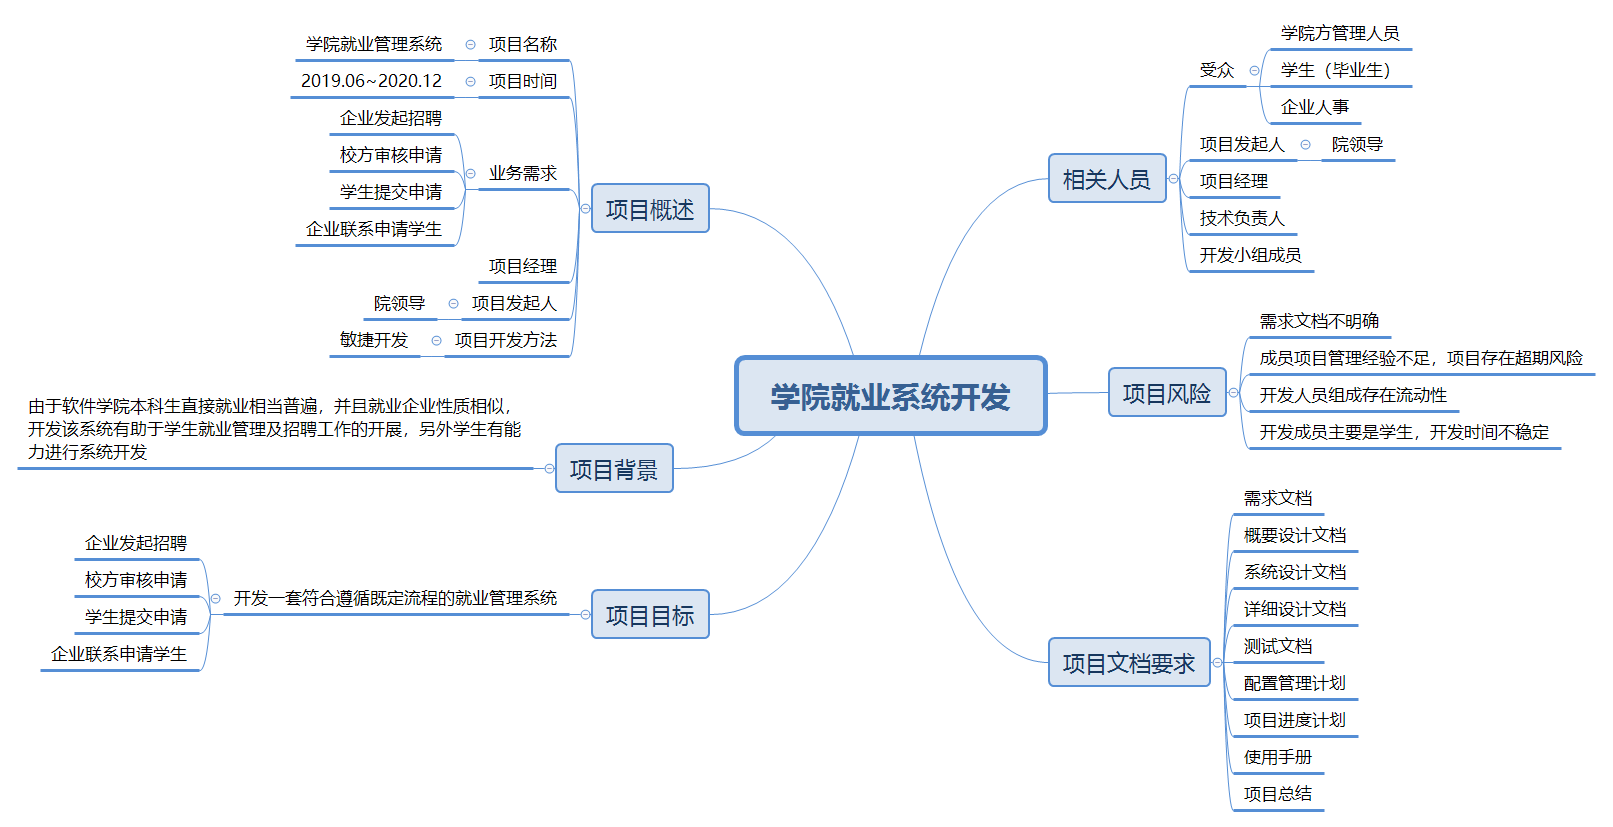 学院就业系统开发
相关人员
受众
学院方管理人员
学生（毕业生）
企业人事
项目发起人
院领导
项目经理
技术负责人
开发小组成员
项目风险
需求文档不明确
成员项目管理经验不足，项目存在超期风险
开发人员组成存在流动性
开发成员主要是学生，开发时间不稳定
项目文档要求
需求文档
概要设计文档
系统设计文档
详细设计文档
测试文档
配置管理计划
项目进度计划
使用手册
项目总结
项目概述
项目名称
学院就业管理系统
项目时间
2019.06~2020.12
业务需求
企业发起招聘
校方审核申请
学生提交申请
企业联系申请学生
项目经理
项目发起人
院领导
项目开发方法
敏捷开发
项目背景
由于软件学院本科生直接就业相当普遍，并且就业企业性质相似，
开发该系统有助于学生就业管理及招聘工作的开展，另外学生有能
力进行系统开发
项目目标
开发一套符合遵循既定流程的就业管理系统
企业发起招聘
校方审核申请
学生提交申请
企业联系申请学生